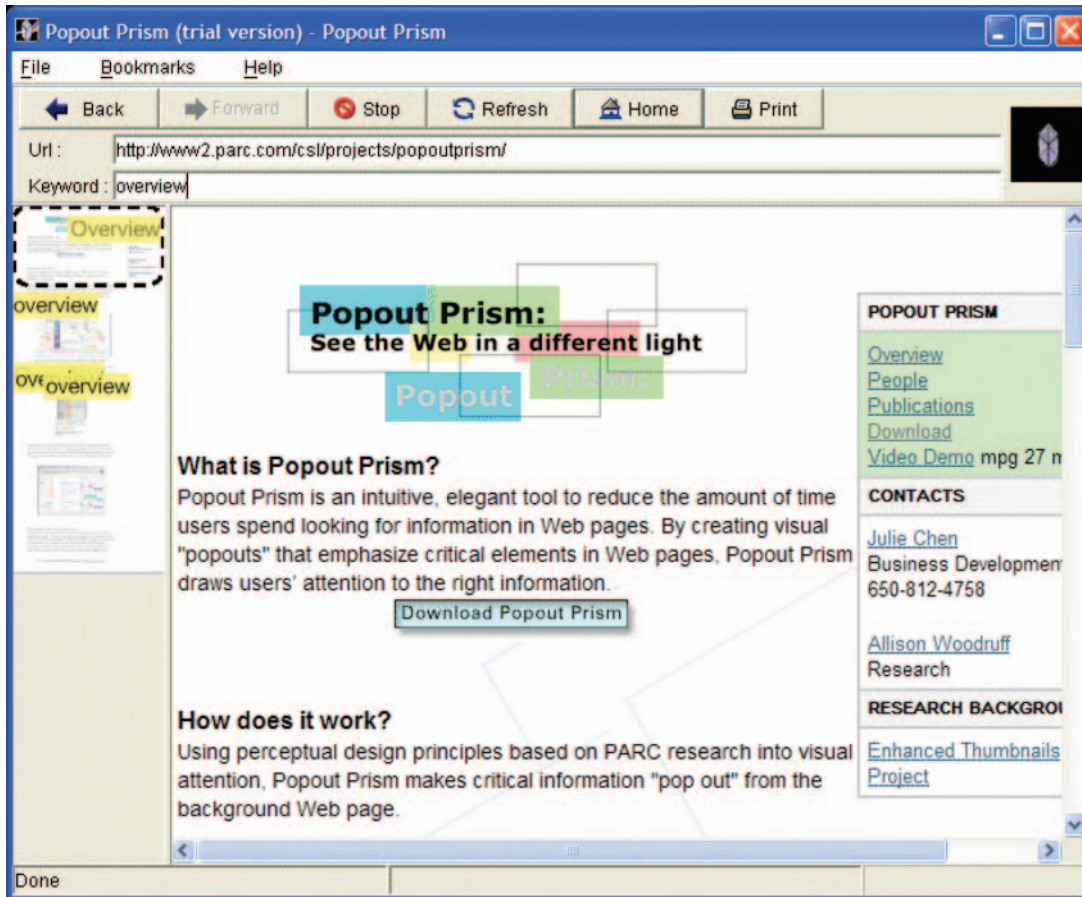 Popout Prism (trial version) - Popout Prism
File Bookmarks Help
Back Forward Stop Refresh Home Print
Url : http://www2.parc.com/csl/projects/popoutprism/
Keyword : overview
Overview
overview
overview
Popout Prism:
See the Web in a different light
Popout Prism:
What is Popout Prism?
Popout Prism is an intuitive, elegant tool to reduce the amount of time
users spend looking for information in Web pages. By creating visual
"popouts" that emphasize critical elements in Web pages, Popout Prism
draws users' attention to the right information.
Download Popout Prism
How does it work?
Using perceptual design principles based on PARC research into visual
attention, Popout Prism makes critical information "pop out" from the
background Web page.
POPOUT PRISM
Overview
People
Publications
Download
Video Demo mpg 27 m
CONTACTS
Julie Chen
Business Developmen
650-812-4758
Allison Woodruff
Research
RESEARCH BACKGROU
Enhanced Thumbnails
Project
Done